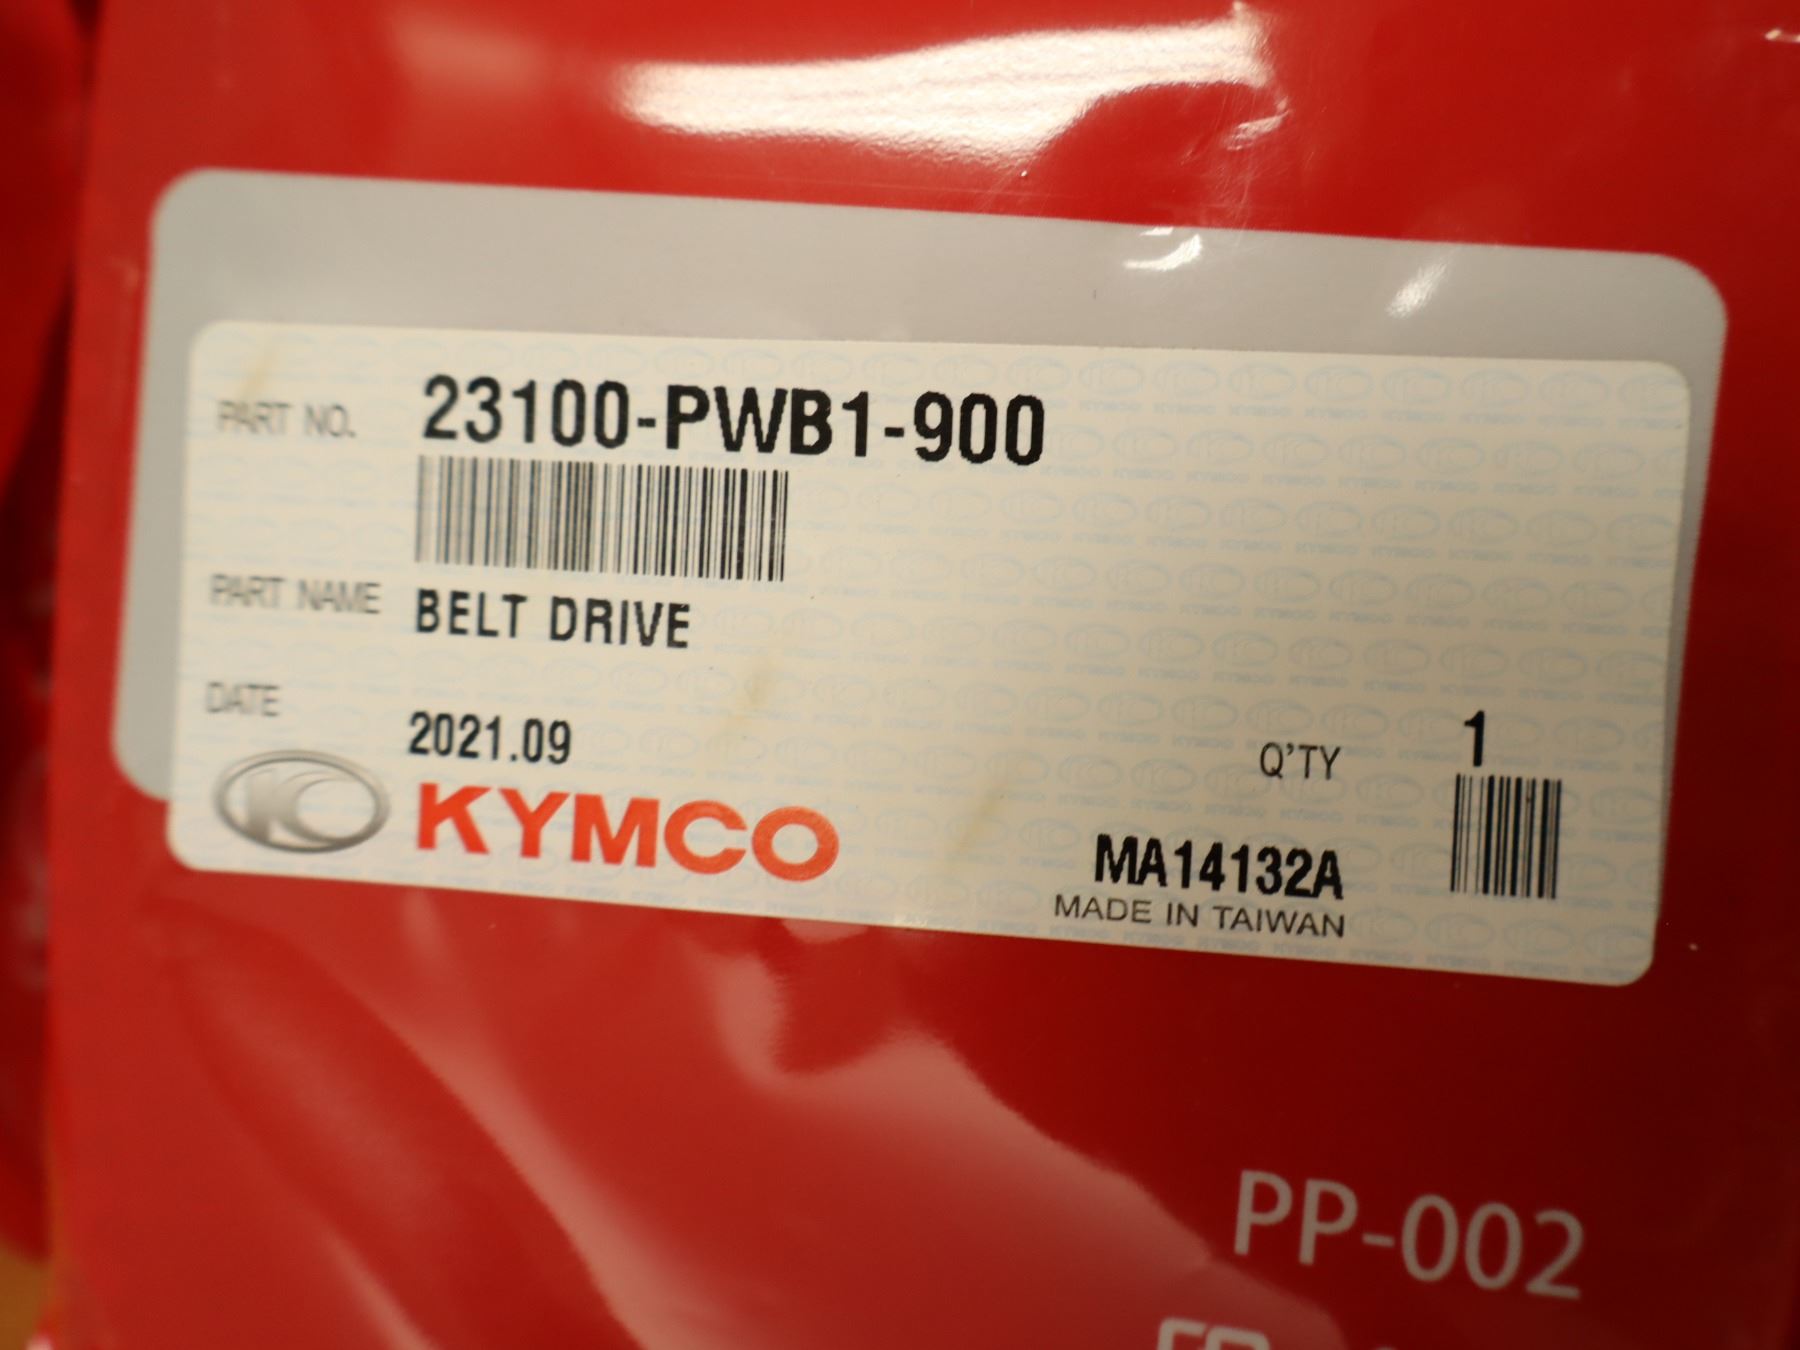 PART NO. 23100-PWB1-900
PART NAME BELT DRIVE
DATE 2021.09
Q'TY 1
KYMCO
MA14132A
MADE IN TAIWAN
PP-002